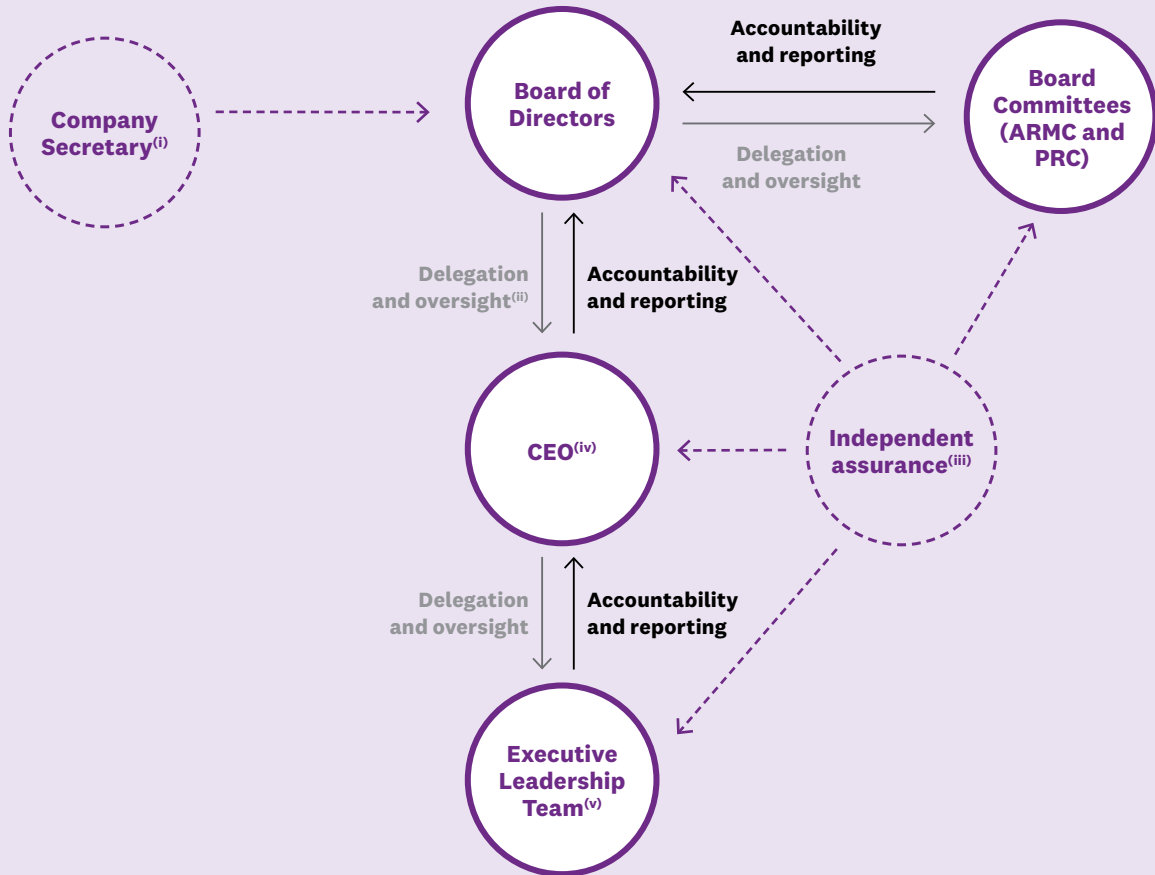 Company
Secretary(i)
Board of
Directors
Accountability
and reporting
Delegation
and oversight
Board
Committees
(ARMC and
PRC)
Delegation
and oversight(ii)
Accountability
and reporting
CEO(iv)
Independent
assurance(iii)
Delegation
and oversight
Accountability
and reporting
Executive
Leadership
Team(v)